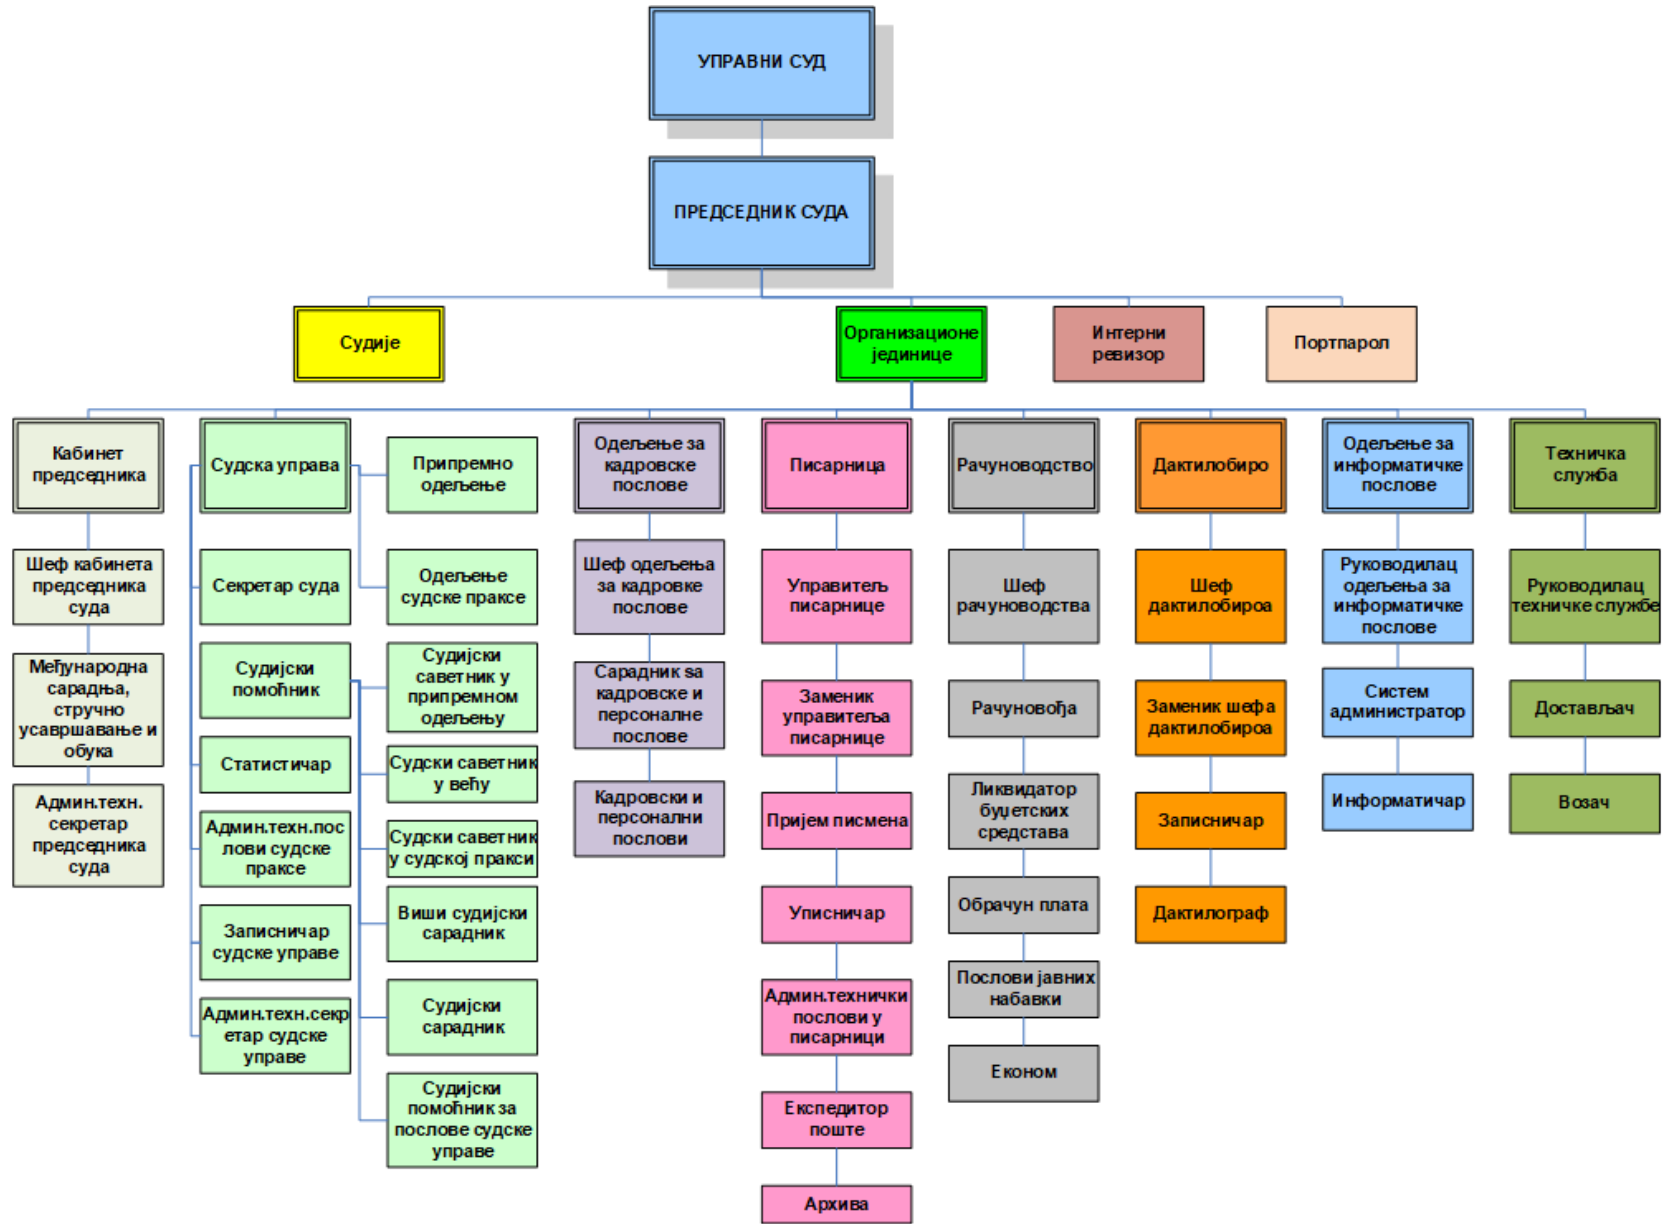 УПРАВНИ СУД
ПРЕДСЕДНИК СУДА
Судије
Организационе
јединице
Интерни
ревизор
Портпарол
Кабинет
председника
Шеф кабинета
председника
суда
Међународна
сарадња,
стручно
усавршавање и
обука
Админ.техн.
секретар
председника
суда
Судска управа
Секретар суда
Судијски
помоћник
Статистичар
Админ.техн.пос
лови судске
праксе
Записничар
судске управе
Админ.техн.секр
етар судске
управе
Припремно
одељење
Одељење
судске праксе
Судијски
саветник у
припремном
одељењу
Судски саветник
у већу
Судски саветник
у судској пракси
Виши судијски
сарадник
Судијски
сарадник
Судијски
помоћник за
послове судске
управе
Одељење за
кадровске
послове
Шеф одељења
за кадровке
послове
Сарадник ѕа
кадровске и
персоналне
послове
Кадровски и
персонални
послови
Писарница
Управитељ
писарнице
Заменик
управитеља
писарнице
Пријем писмена
Уписничар
Админ.технички
послови у
писарници
Експедитор
поште
Архива
Рачуноводство
Шеф
рачуноводства
Рачуновођа
Ликвидатор
буџетских
средстава
Обрачун плата
Послови јавних
набавки
Економ
Дактилобиро
Шеф
дактилобироа
Заменик шефа
дактилобироа
Записничар
Дактилограф
Одељење за
информатичке
послове
Руководилац
одељења за
информатичке
послове
Систем
администратор
Информатичар
Техничка
служба
Руководилац
техничке службе
Достављач
Возач